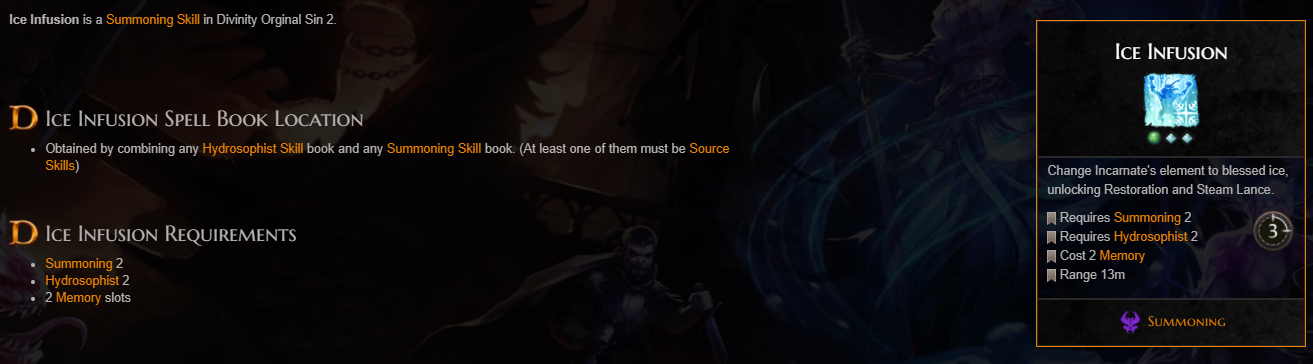 Ice Infusion is a Summoning Skill in Divinity Orginal Sin 2.
Ice Infusion Spell Book Location
Obtained by combining any Hydrosophist Skill book and any Summoning Skill book. (At least one of them must be Source
Skills)
Ice Infusion Requirements
Summoning 2
Hydrosophist 2
2 Memory slots
Ice Infusion
Change Incarnate's element to blessed ice,
unlocking Restoration and Steam Lance.
Requires Summoning 2
Requires Hydrosophist 2
Cost 2 Memory
Range 13m
3
Summoning